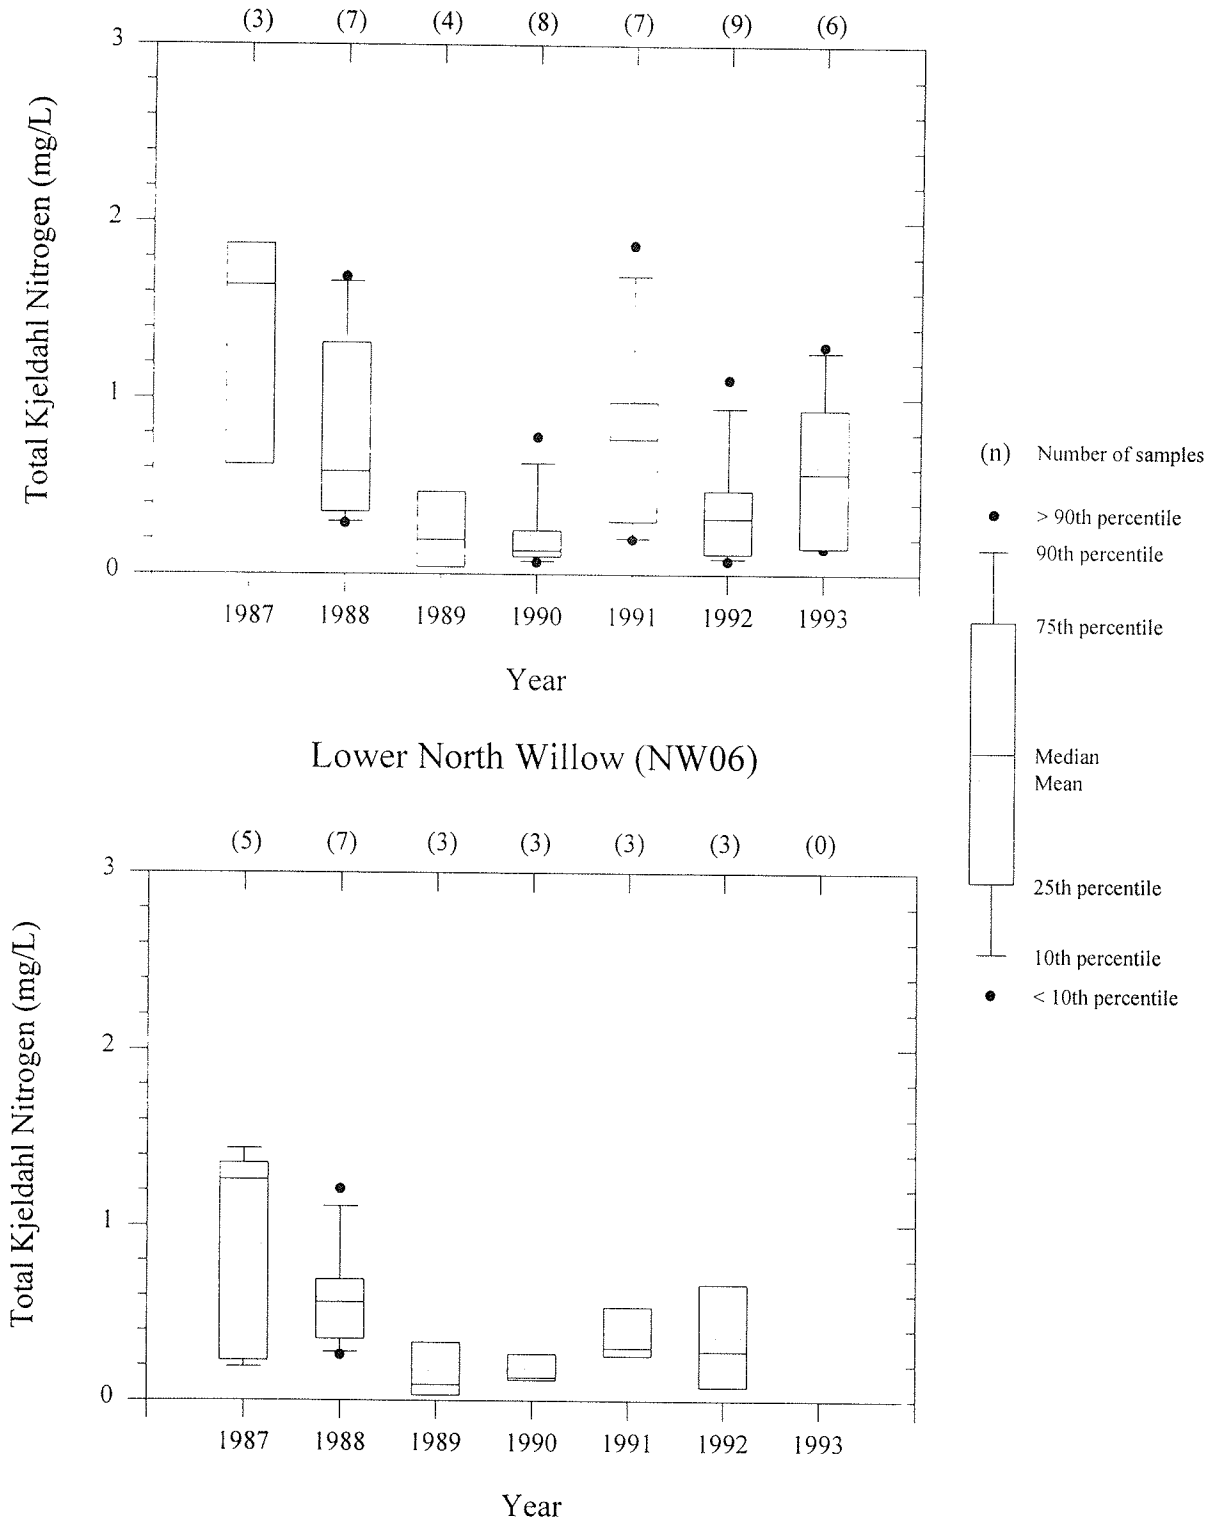 (3) (7) (4) (8) (7) (9) (6)
3
2
1
0
Total Kjeldahl Nitrogen (mg/L)
1987 1988 1989 1990 1991 1992 1993
Year
(n) Number of samples
> 90th percentile
90th percentile
75th percentile
Median
Mean
25th percentile
10th percentile
< 10th percentile
Lower North Willow (NW06)
(5) (7) (3) (3) (3) (3) (0)
3
2
1
0
Total Kjeldahl Nitrogen (mg/L)
1987 1988 1989 1990 1991 1992 1993
Year